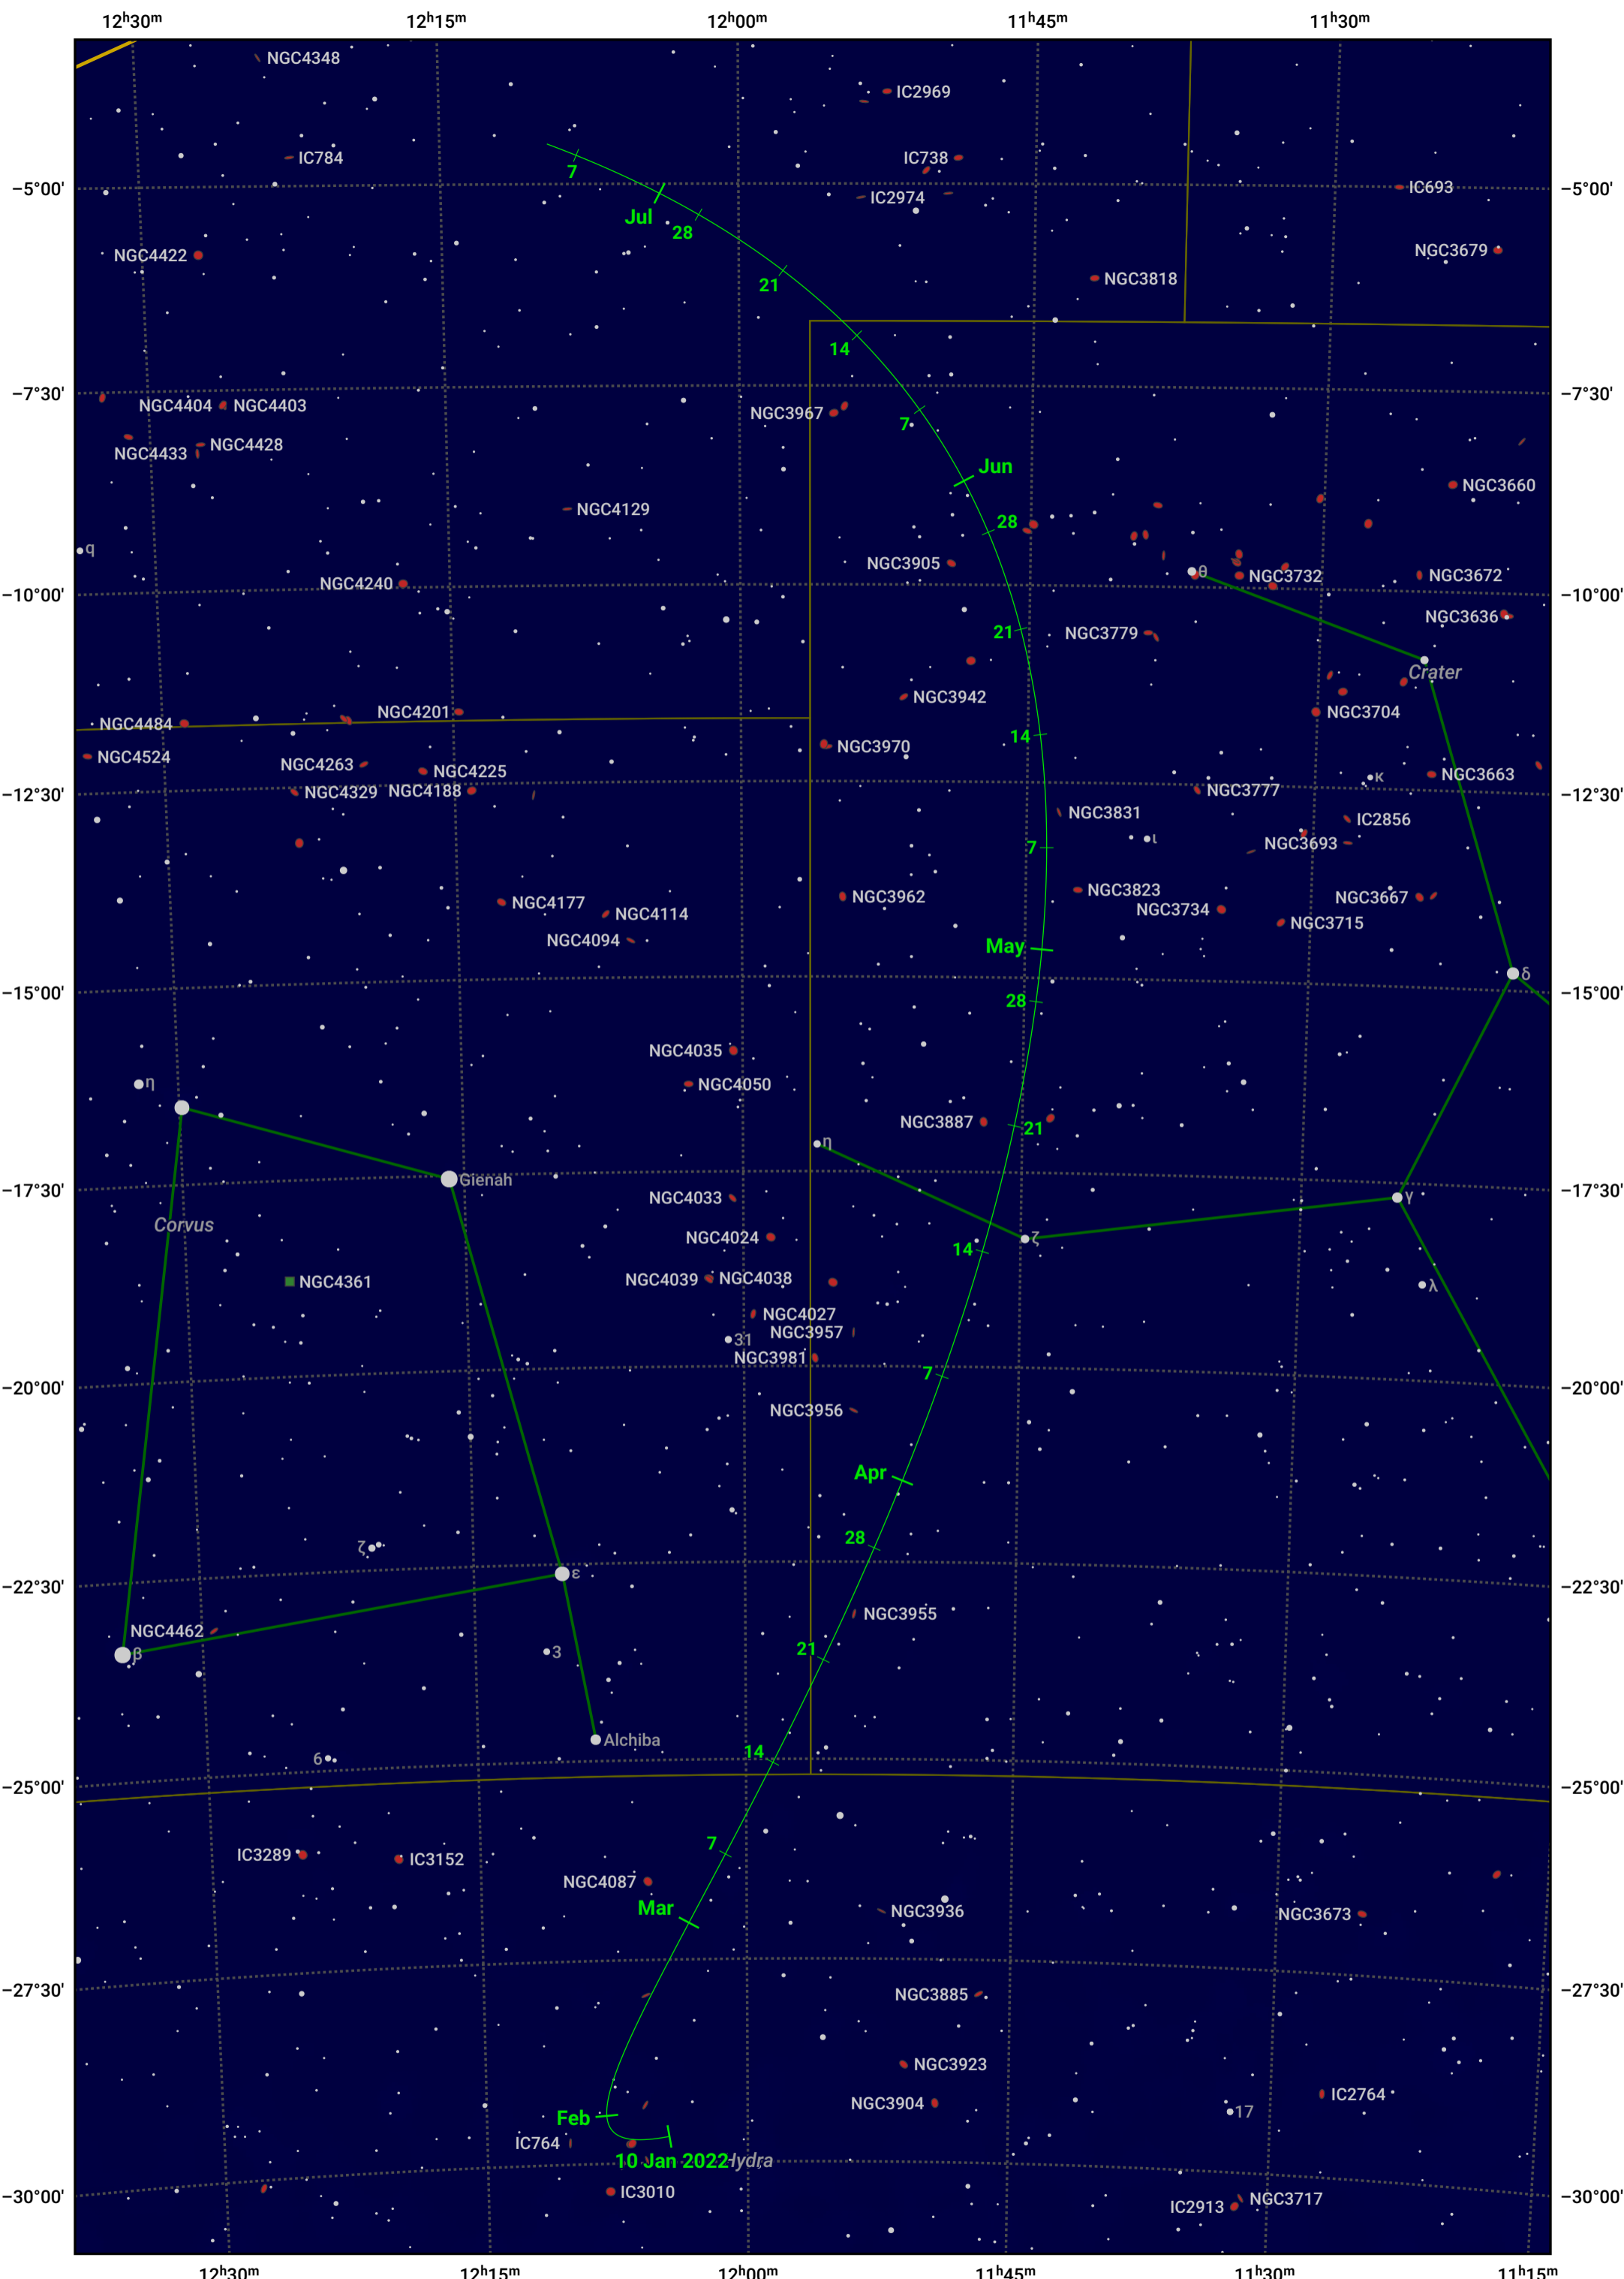 12h30m 12h15m 12h00m 11h45m 11h30m
NGC4348
IC2969
IC784
IC738
7
−5°00' −5°00'
IC693
IC2974
Jul
28
NGC4422
NGC3679
21
NGC3818
14
−7°30' −7°30'
NGC4404 NGC4403
NGC3967
7
NGC4428
NGC4433
Jun
NGC3660
NGC4129
28
q
NGC3905
θ
NGC3732
NGC3672
NGC4240
−10°00' −10°00'
NGC3636
21
NGC3779
Crater
NGC3942
NGC4201
NGC3704
NGC4484
14
NGC3970
NGC4524
NGC4263
NGC4225
NGC3663
κ
NGC4329 NGC4188
NGC3777
−12°30' −12°30'
NGC3831
IC2856
ι
NGC3693
7
NGC3823
NGC3962
NGC3667
NGC4177
NGC3734
NGC4114
NGC3715
NGC4094
May
δ
−15°00' −15°00'
28
NGC4035
η
NGC4050
NGC3887
21
η
Gienah
−17°30' −17°30'
NGC4033
γ
Corvus
NGC4024
ζ
14
NGC4039 NGC4038
NGC4361
λ
NGC4027
NGC3957
31
NGC3981
7
−20°00' −20°00'
NGC3956
Apr
28
ζ
ε
−22°30' −22°30'
NGC3955
NGC4462
21
β
3
Alchiba
14
6
−25°00' −25°00'
7
IC3289
IC3152
NGC4087
Mar
NGC3936
NGC3673
−27°30' −27°30'
NGC3885
NGC3923
IC2764
NGC3904
17
Feb
IC764
10 Jan 2022 Hydra
IC3010
−30°00' −30°00'
NGC3717
IC2913
12h30m 12h15m 12h00m 11h45m 11h30m 11h15m